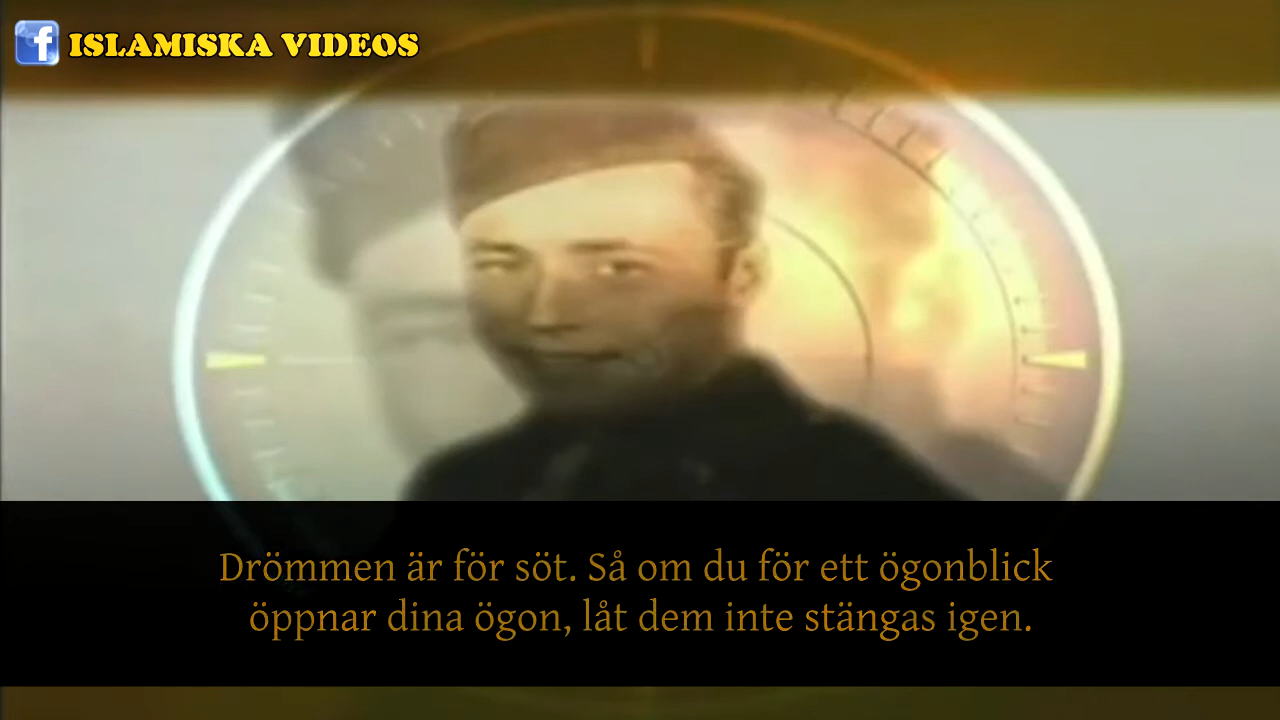 ISLAMISKA VIDEOS
Drömmen är för söt. Så om du för ett ögonblick
öppnar dina ögon, låt dem inte stängas igen.